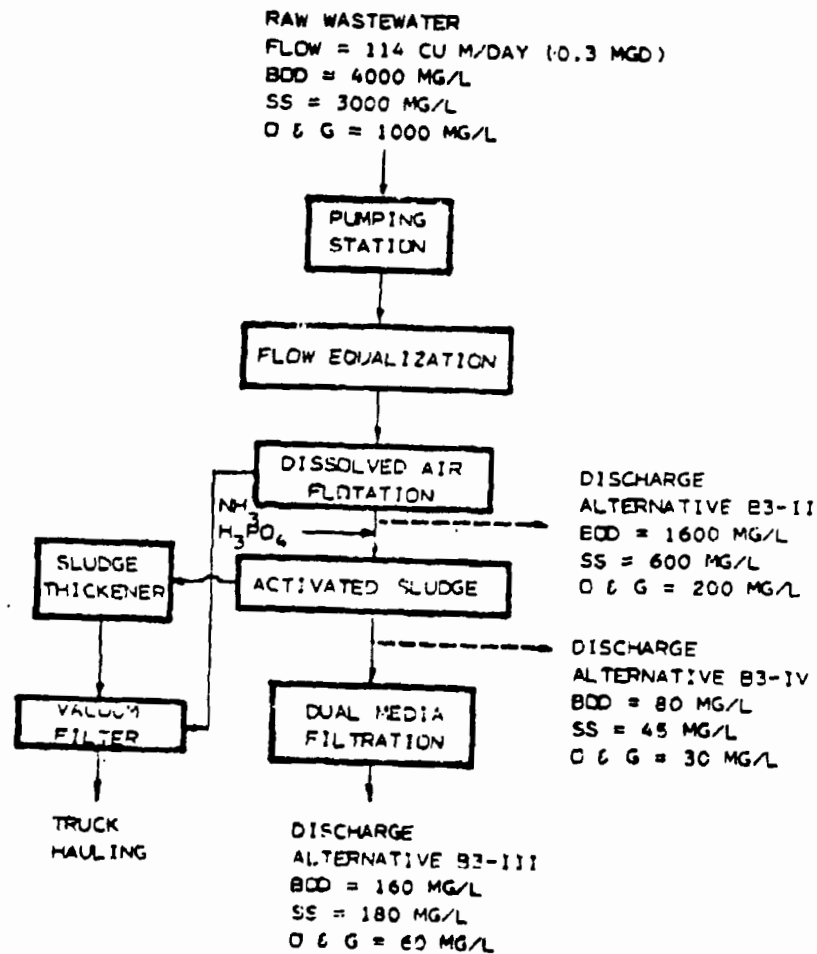 RAW WASTEWATER
FLOW = 114 CU M/DAY (0.3 MGD)
BOD = 4000 MG/L
SS = 3000 MG/L
O & G = 1000 MG/L
PUMPING
STATION
FLOW EQUALIZATION
DISSOLVED AIR
FLOTATION
NH3
H3PO4
DISCHARGE
ALTERNATIVE B3-II
BOD = 1600 MG/L
SS = 600 MG/L
O & G = 200 MG/L
SLUDGE
THICKENER
ACTIVATED SLUDGE
DISCHARGE
ALTERNATIVE B3-IV
BOD = 80 MG/L
SS = 45 MG/L
O & G = 30 MG/L
VACUUM
FILTER
DUAL MEDIA
FILTRATION
TRUCK
HAULING
DISCHARGE
ALTERNATIVE B3-III
BOD = 160 MG/L
SS = 180 MG/L
O & G = 60 MG/L